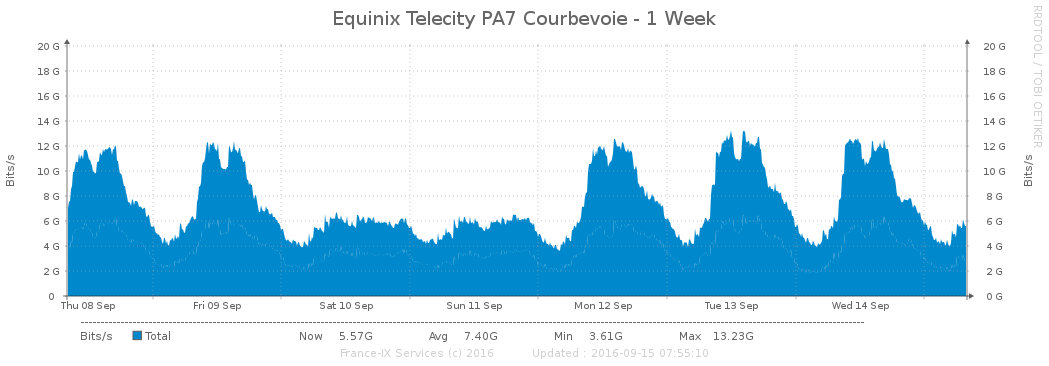 Equinix Telecity PA7 Courbevoie - 1 Week
RRDTOOL / TOBI OETIKER
Bits/s
20 G 20 G
18 G 18 G
16 G 16 G
14 G 14 G
12 G 12 G
10 G 10 G
8 G 8 G
6 G 6 G
4 G 4 G
2 G 2 G
0 0 G
Bits/s
Thu 08 Sep Fri 09 Sep Sat 10 Sep Sun 11 Sep Mon 12 Sep Tue 13 Sep Wed 14 Sep
Bits/s Total Now 5.57G Avg 7.40G Min 3.61G Max 13.23G
France-IX Services (c) 2016 Updated : 2016-09-15 07:55:10